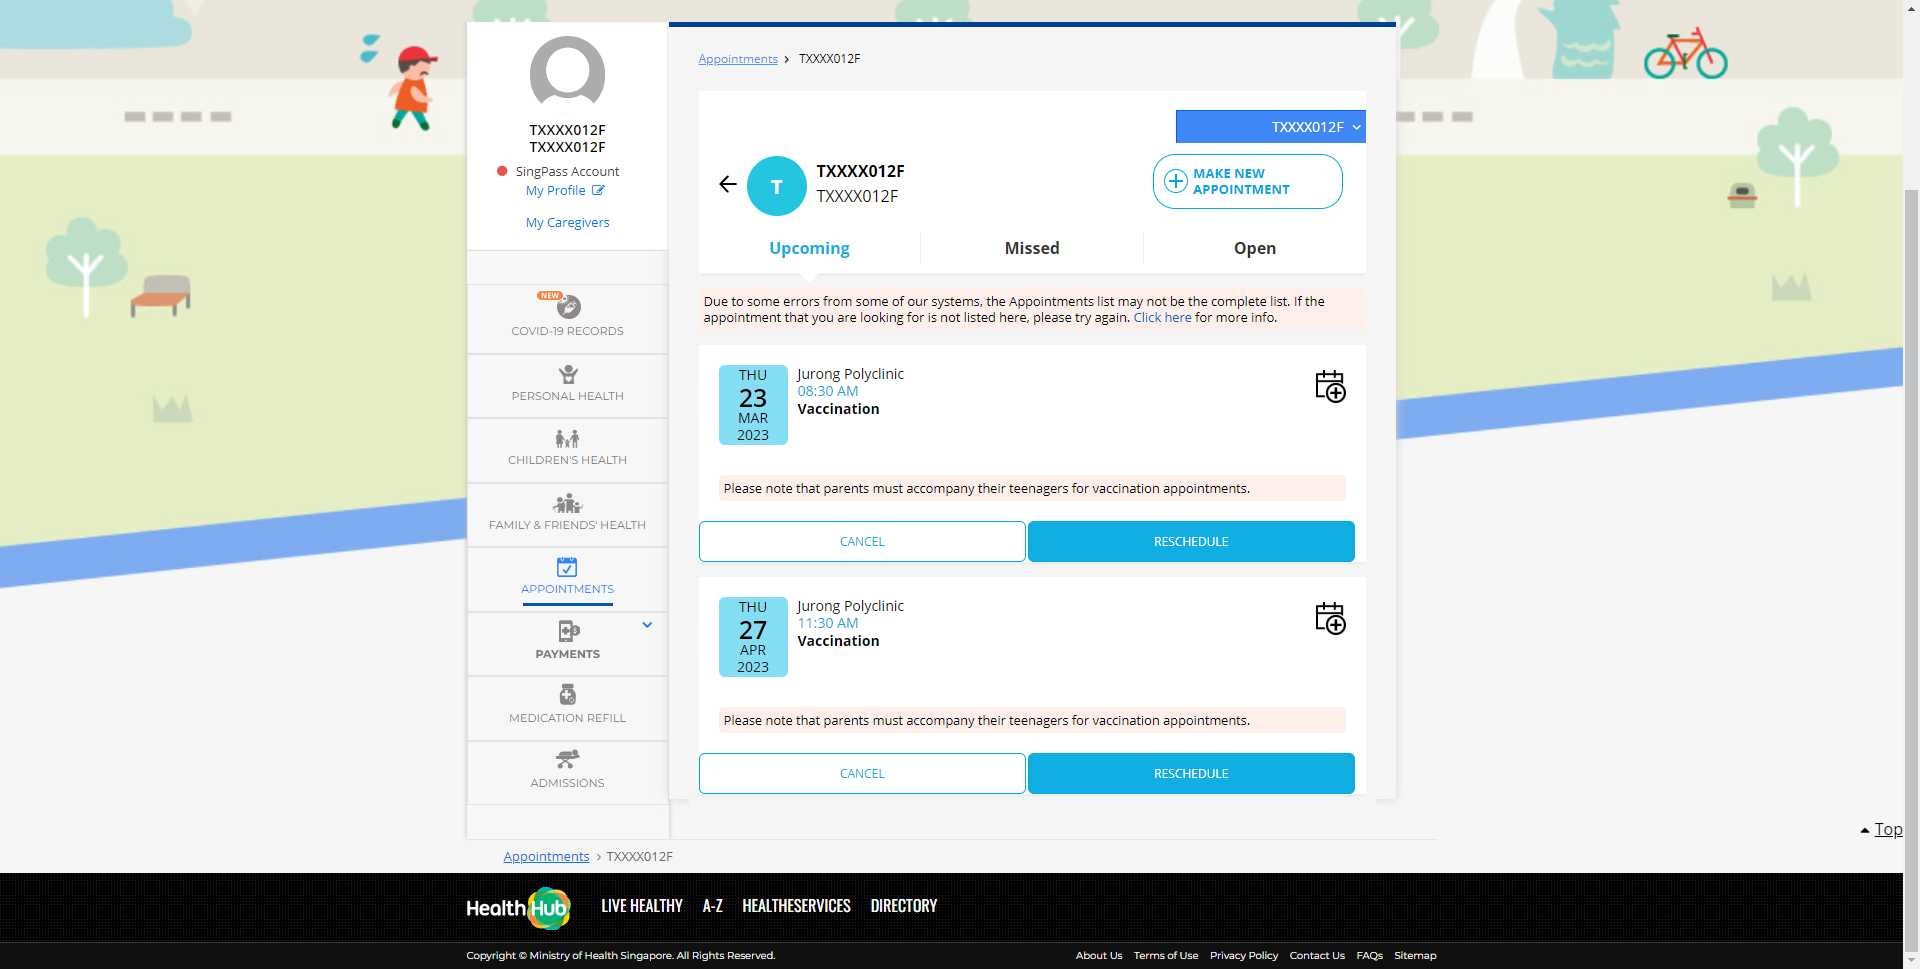 TXXXX012F
TXXXX012F
SingPass Account
My Profile
My Caregivers
NEW
COVID-19 RECORDS
PERSONAL HEALTH
CHILDREN'S HEALTH
FAMILY & FRIENDS' HEALTH
APPOINTMENTS
PAYMENTS
MEDICATION REFILL
ADMISSIONS
Appointments › TXXXX012F
TXXXX012F
T
TXXXX012F
TXXXX012F
MAKE NEW
APPOINTMENT
Upcoming Missed Open
Due to some errors from some of our systems, the Appointments list may not be the complete list. If the
appointment that you are looking for is not listed here, please try again. Click here for more info.
THU
23
MAR
2023
Jurong Polyclinic
08:30 AM
Vaccination
Please note that parents must accompany their teenagers for vaccination appointments.
CANCEL RESCHEDULE
THU
27
APR
2023
Jurong Polyclinic
11:30 AM
Vaccination
Please note that parents must accompany their teenagers for vaccination appointments.
CANCEL RESCHEDULE
Top
Appointments › TXXXX012F
HealthHub LIVE HEALTHY A-Z HEALTHESERVICES DIRECTORY
Copyright © Ministry of Health Singapore. All Rights Reserved. About Us Terms of Use Privacy Policy Contact Us FAQs Sitemap